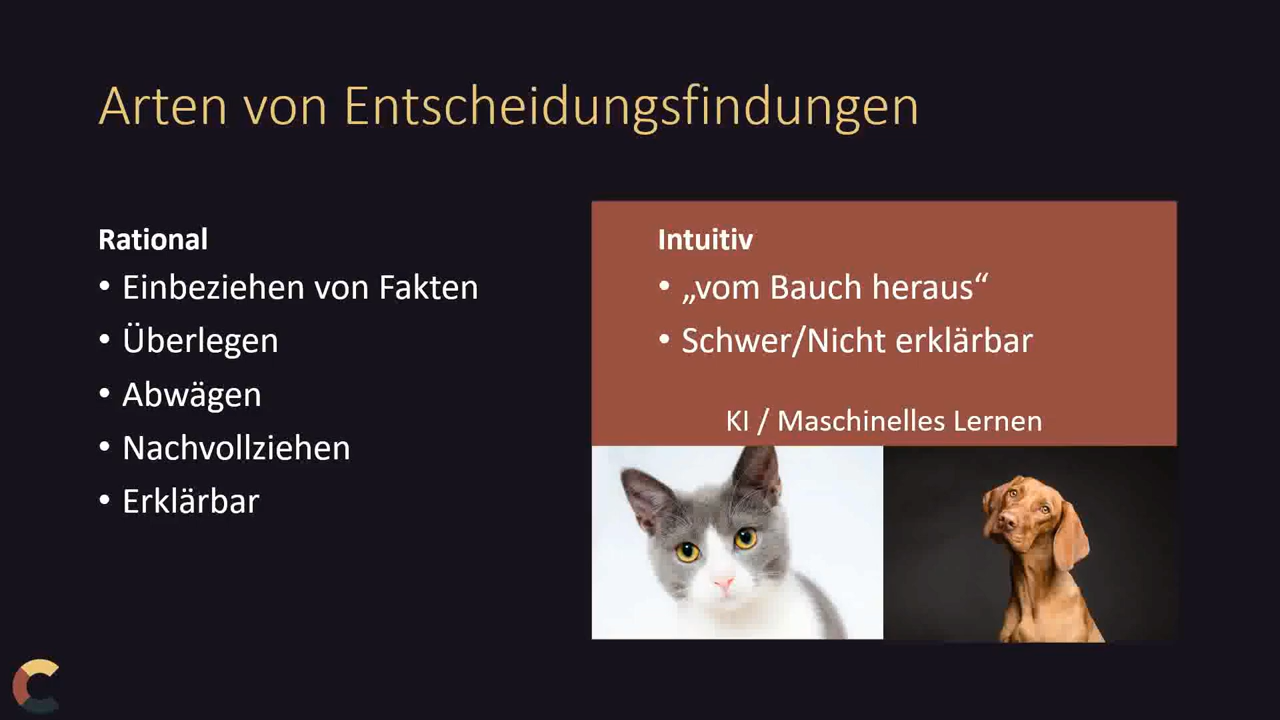 Arten von Entscheidungsfindungen
Rational
• Einbeziehen von Fakten
• Überlegen
• Abwägen
• Nachvollziehen
• Erklärbar
Intuitiv
• „vom Bauch heraus“
• Schwer/Nicht erklärbar
KI / Maschinelles Lernen